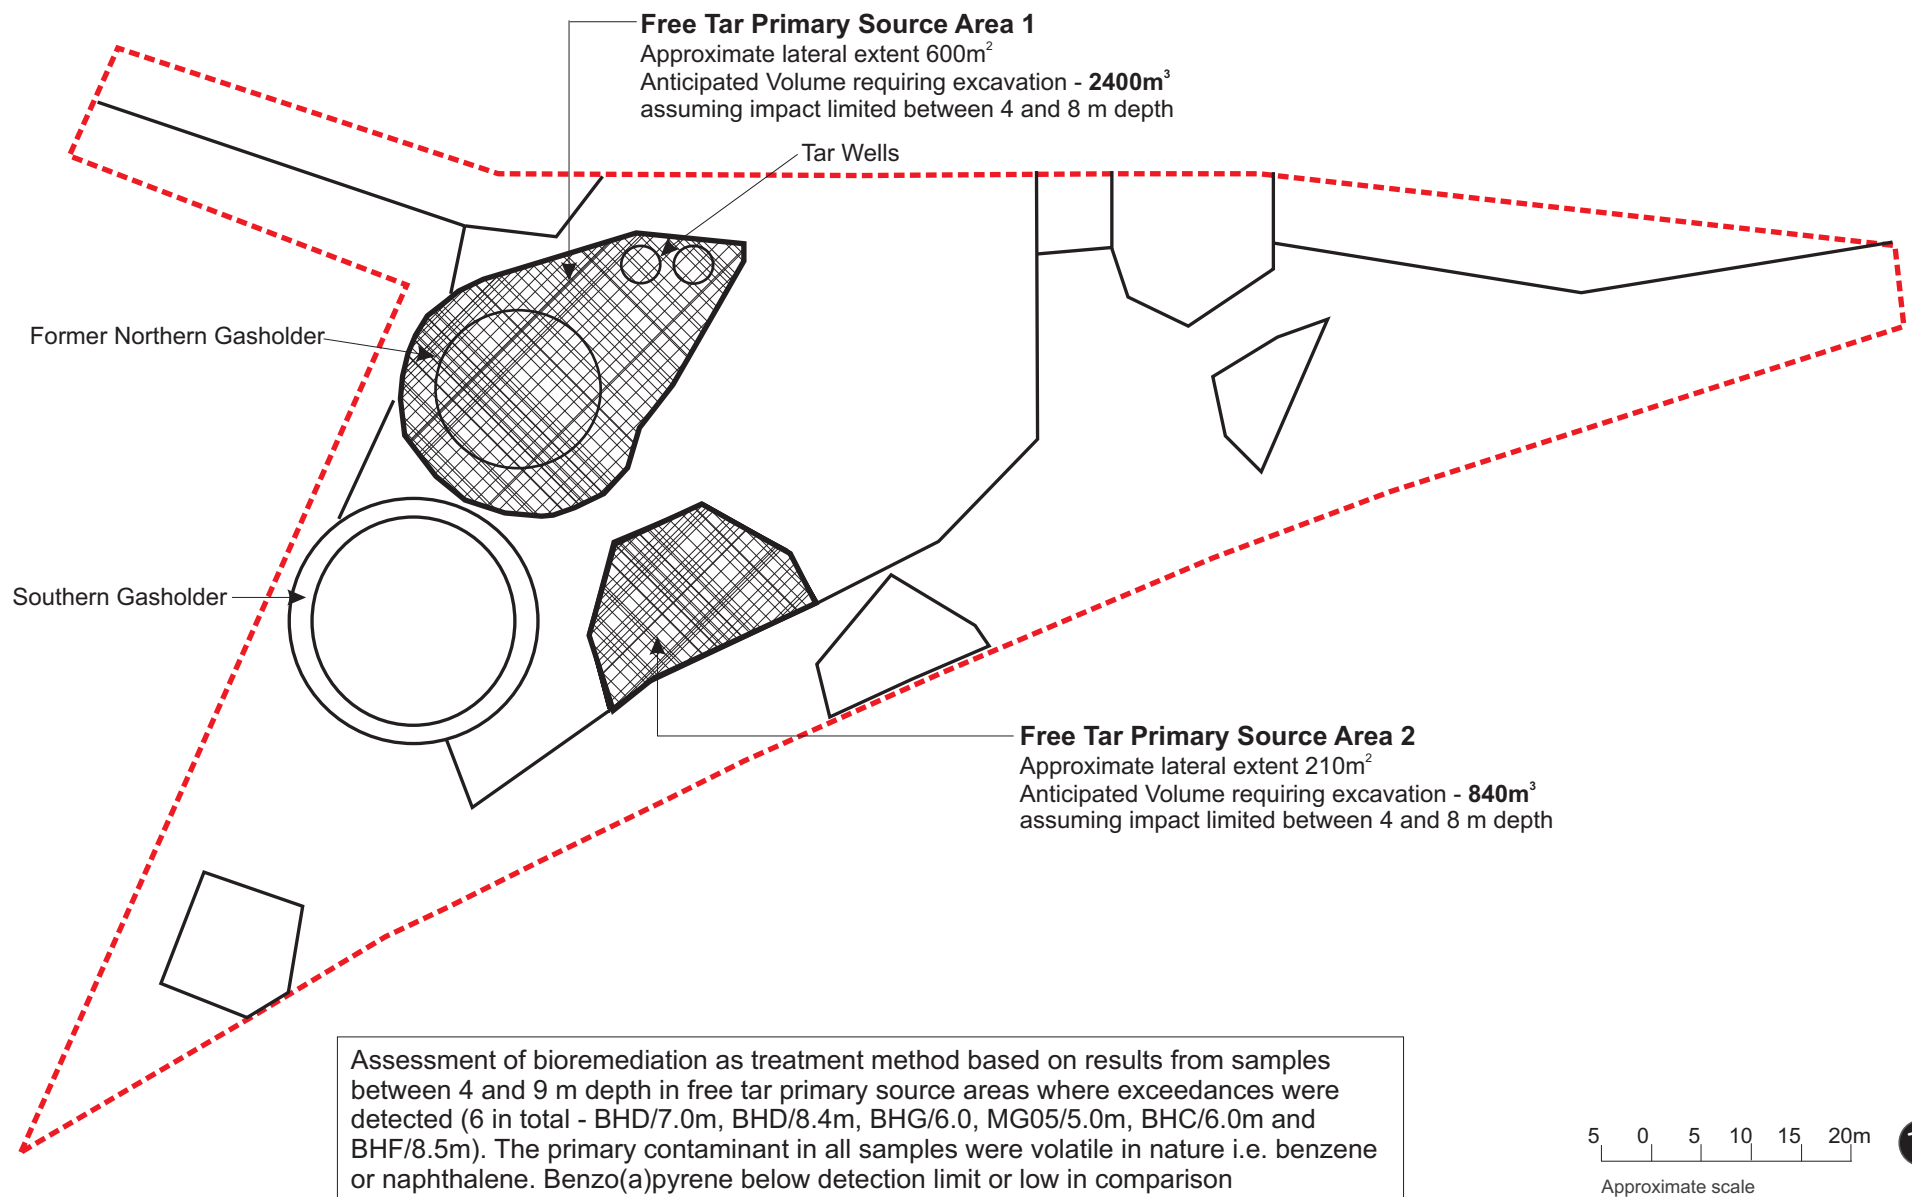 Free Tar Primary Source Area 1
Approximate lateral extent 600m²
Anticipated Volume requiring excavation - 2400m³
assuming impact limited between 4 and 8 m depth
Tar Wells
Former Northern Gasholder
Southern Gasholder
Free Tar Primary Source Area 2
Approximate lateral extent 210m²
Anticipated Volume requiring excavation - 840m³
assuming impact limited between 4 and 8 m depth
Assessment of bioremediation as treatment method based on results from samples
between 4 and 9 m depth in free tar primary source areas where exceedances were
detected (6 in total - BHD/7.0m, BHD/8.4m, BHG/6.0, MG05/5.0m, BHC/6.0m and
BHF/8.5m). The primary contaminant in all samples were volatile in nature i.e. benzene
or naphthalene. Benzo(a)pyrene below detection limit or low in comparison
5 0 5 10 15 20m
Approximate scale